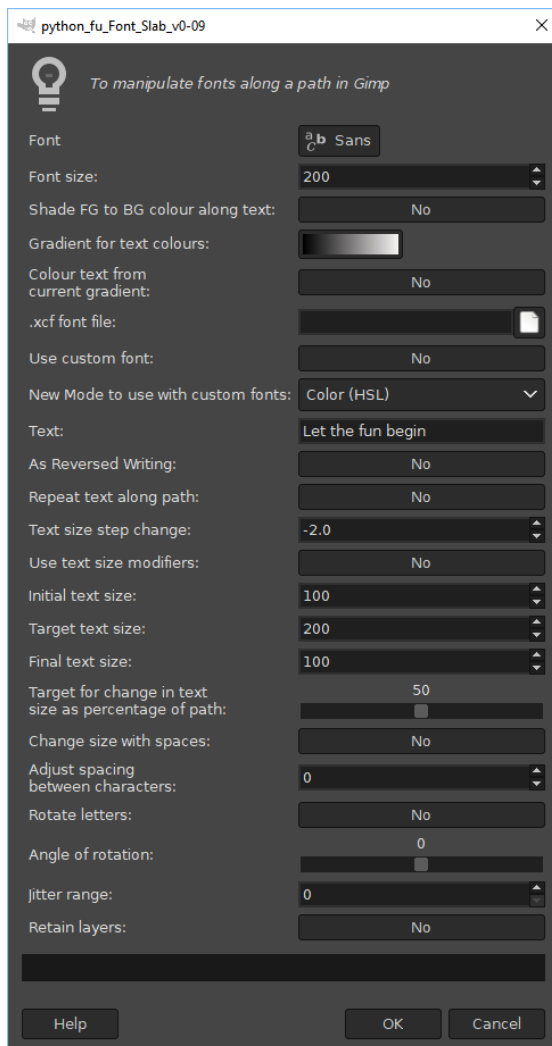 python_fu_Font_Slab_v0-09
To manipulate fonts along a path in Gimp
Font
Sans
Font size:
200
Shade FG to BG colour along text:
No
Gradient for text colours:
Colour text from
current gradient:
No
.xcf font file:
Use custom font:
No
New Mode to use with custom fonts:
Color (HSL)
Text:
Let the fun begin
As Reversed Writing:
No
Repeat text along path:
No
Text size step change:
-2.0
Use text size modifiers:
No
Initial text size:
100
Target text size:
200
Final text size:
100
Target for change in text
size as percentage of path:
50
Change size with spaces:
No
Adjust spacing
between characters:
0
Rotate letters:
No
Angle of rotation:
0
Jitter range:
0
Retain layers:
No
Help
OK
Cancel